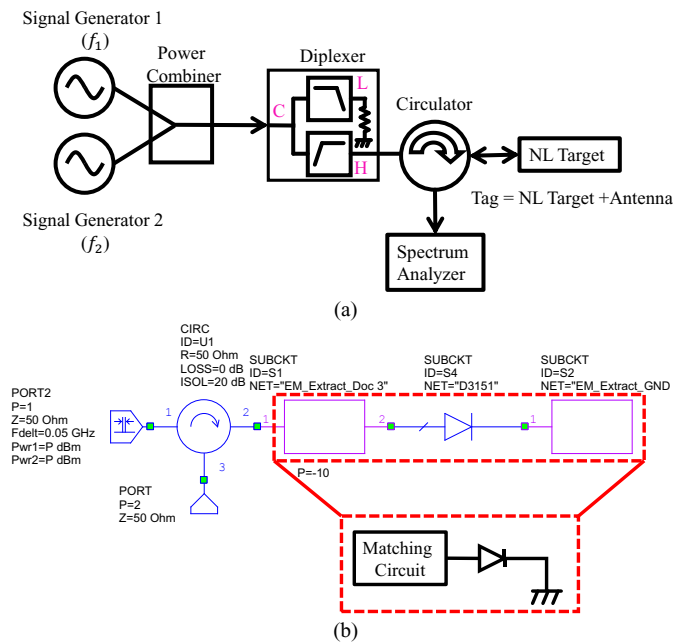 Signal Generator 1
(f₁)
Power
Combiner
Diplexer
L
C
H
Circulator
NL Target
Tag = NL Target +Antenna
Signal Generator 2
(f₂)
Spectrum
Analyzer
(a)
CIRC
ID=U1
R=50 Ohm
LOSS=0 dB
ISOL=20 dB
SUBCKT
ID=S1
NET="EM_Extract_Doc 3"
SUBCKT
ID=S4
NET="D3151"
SUBCKT
ID=S2
NET="EM_Extract_GND
PORT2
P=1
Z=50 Ohm
Fdelt=0.05 GHz
Pwr1=P dBm
Pwr2=P dBm
1
2
3
1
2
1
P=-10
PORT
P=2
Z=50 Ohm
Matching
Circuit
(b)